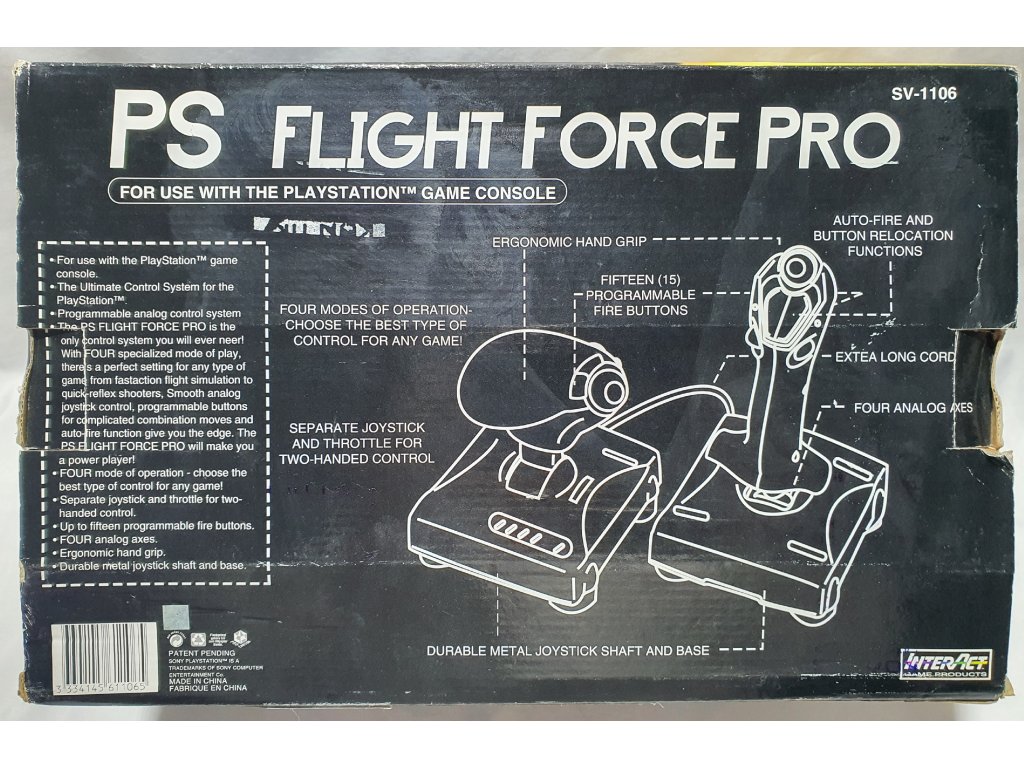 SV-1106
PS FLIGHT FORCE PRO
FOR USE WITH THE PLAYSTATION™ GAME CONSOLE
• For use with the PlayStation™ game
console.
• The Ultimate Control System for the
PlayStation™.
• Programmable analog control system
• The PS FLIGHT FORCE PRO is the
only control system you will ever neer!
With FOUR specialized mode of play,
there's a perfect setting for any type of
game from fastaction flight simulation to
quick-reflex shooters, Smooth analog
joystick control, programmable buttons
for complicated combination moves and
auto-fire function give you the edge. The
PS FLIGHT FORCE PRO will make you
a power player!
• FOUR mode of operation - choose the
best type of control for any game!
• Separate joystick and throttle for two-
handed control.
• Up to fifteen programmable fire buttons.
• FOUR analog axes.
• Ergonomic hand grip.
• Durable metal joystick shaft and base.
FOUR MODES OF OPERATION-
CHOOSE THE BEST TYPE OF
CONTROL FOR ANY GAME!
SEPARATE JOYSTICK
AND THROTTLE FOR
TWO-HANDED CONTROL
ERGONOMIC HAND GRIP
FIFTEEN (15)
PROGRAMMABLE
FIRE BUTTONS
AUTO-FIRE AND
BUTTON RELOCATION
FUNCTIONS
EXTEA LONG CORD
FOUR ANALOG AXES
DURABLE METAL JOYSTICK SHAFT AND BASE
3 334145 611065
PATENT PENDING
SONY PLAYSTATION™ IS A
TRADEMARKS OF SONY COMPUTER
ENTERTAINMENT Co.
MADE IN CHINA
FABRIQUE EN CHINA
INTERACT
GAME PRODUCTS